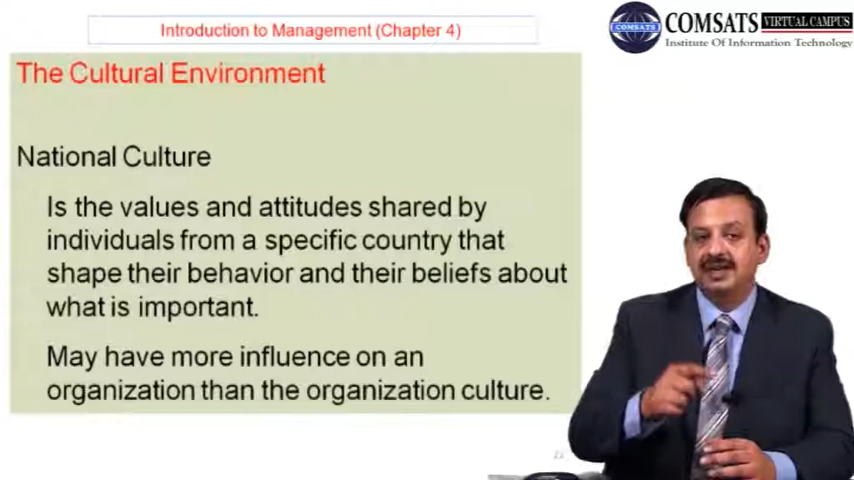 Introduction to Management (Chapter 4)
COMSATS VIRTUAL CAMPUS
Institute Of Information Technology
COMSATS
The Cultural Environment
National Culture
Is the values and attitudes shared by
individuals from a specific country that
shape their behavior and their beliefs about
what is important.
May have more influence on an
organization than the organization culture.